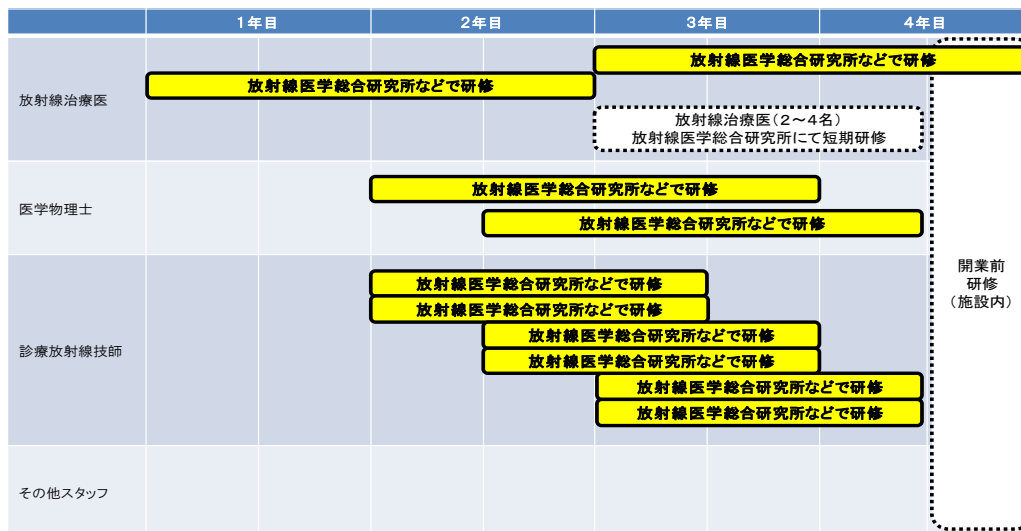 1年目
2年目
3年目
4年目
放射線治療医
放射線医学総合研究所などで研修
放射線医学総合研究所などで研修
放射線治療医(2~4名)
放射線医学総合研究所にて短期研修
医学物理士
放射線医学総合研究所などで研修
放射線医学総合研究所などで研修
診療放射線技師
放射線医学総合研究所などで研修
放射線医学総合研究所などで研修
放射線医学総合研究所などで研修
放射線医学総合研究所などで研修
放射線医学総合研究所などで研修
放射線医学総合研究所などで研修
その他スタッフ
開業前
研修
(施設内)